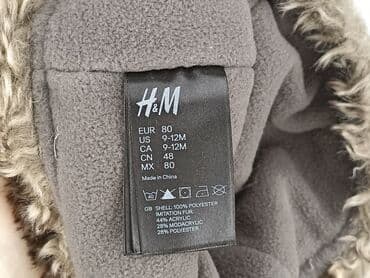 H&M
EUR 80
US 9-12M
CA 9-12M
CN 48
MX 80
Made in China
GB SHELL: 100% POLYESTER
IMITATION FUR:
44% ACRYLIC
28% MODACRYLIC
28% POLYESTER